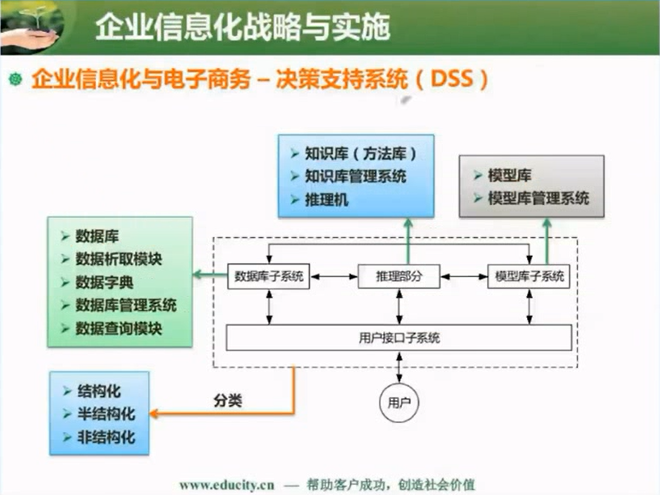 企业信息化战略与实施
企业信息化与电子商务 – 决策支持系统（DSS）
知识库（方法库）
知识库管理系统
推理机
模型库
模型库管理系统
数据库
数据析取模块
数据字典
数据库管理系统
数据查询模块
数据库子系统
推理部分
模型库子系统
用户接口子系统
结构化
半结构化
非结构化
分类
用户
www.educity.cn — 帮助客户成功，创造社会价值